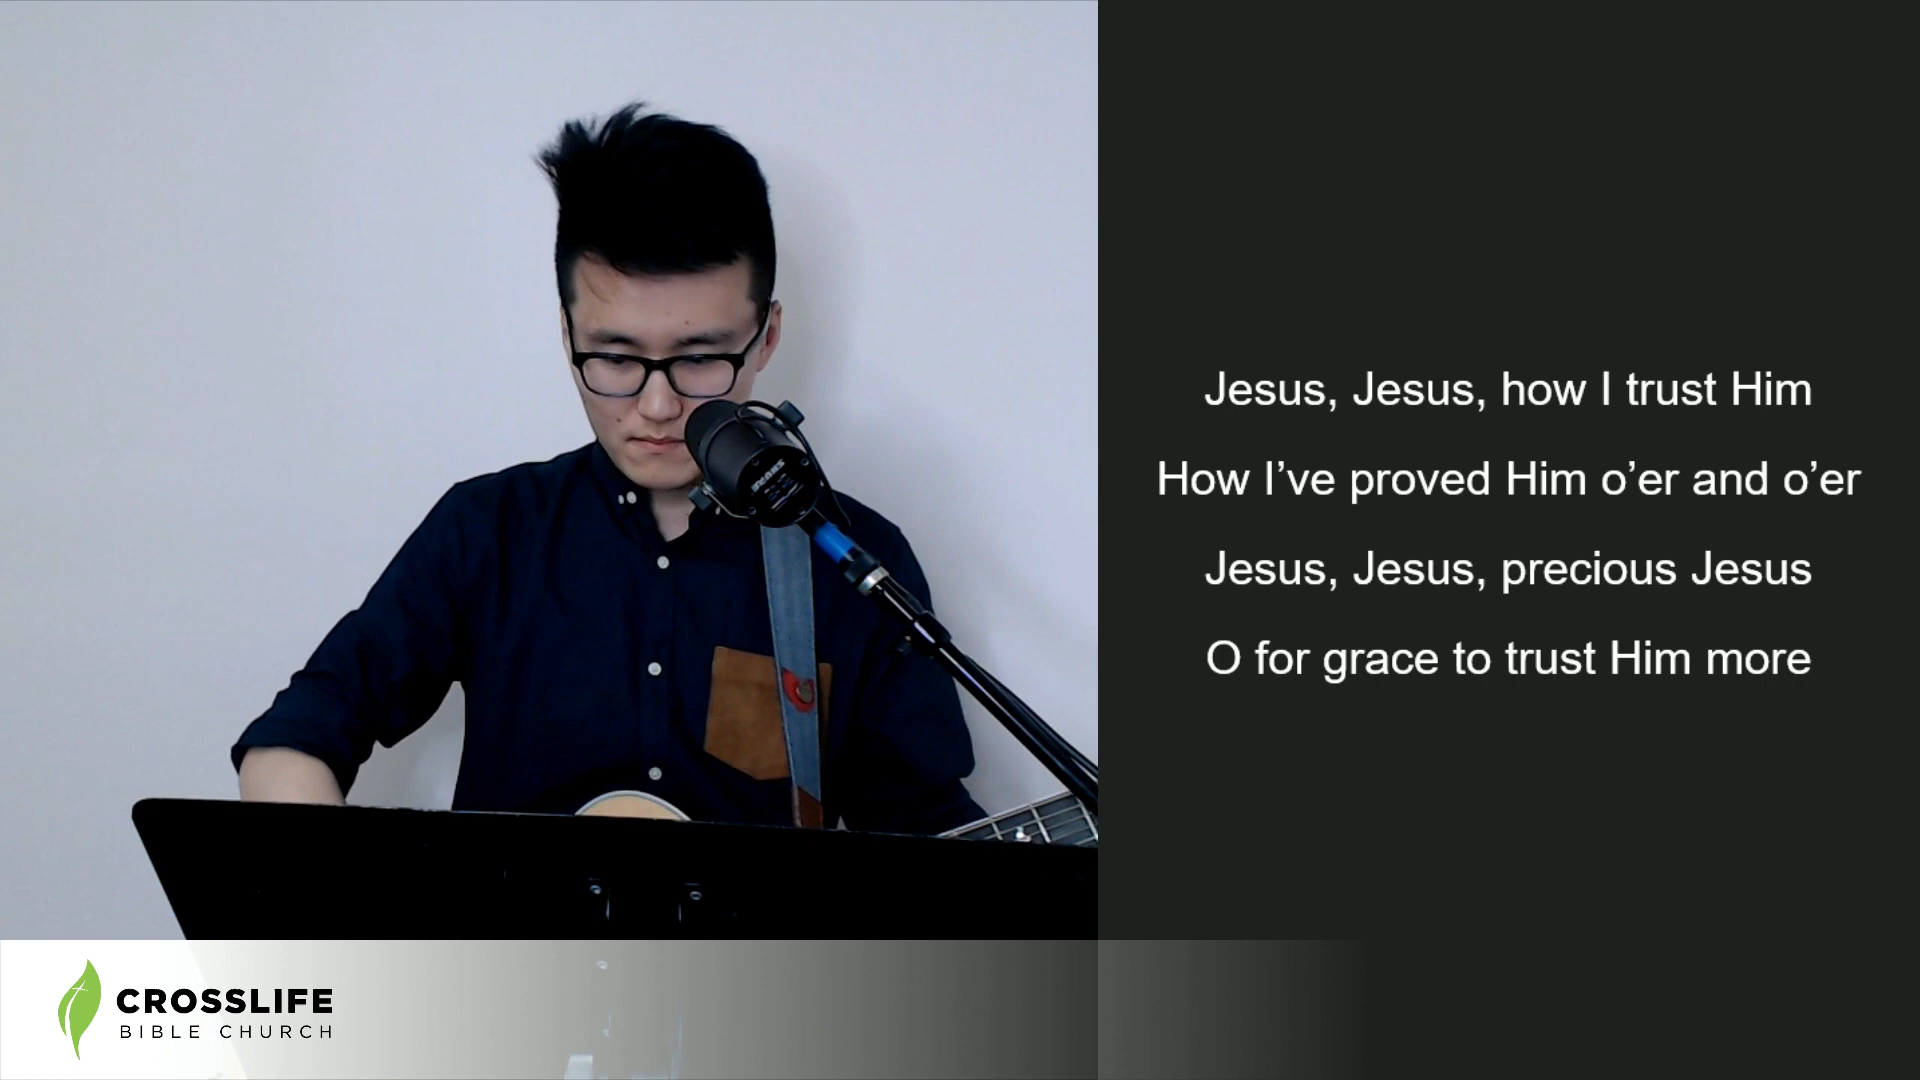 Jesus, Jesus, how I trust Him
How I’ve proved Him o’er and o’er
Jesus, Jesus, precious Jesus
O for grace to trust Him more
SHURE
CROSSLIFE
BIBLE CHURCH